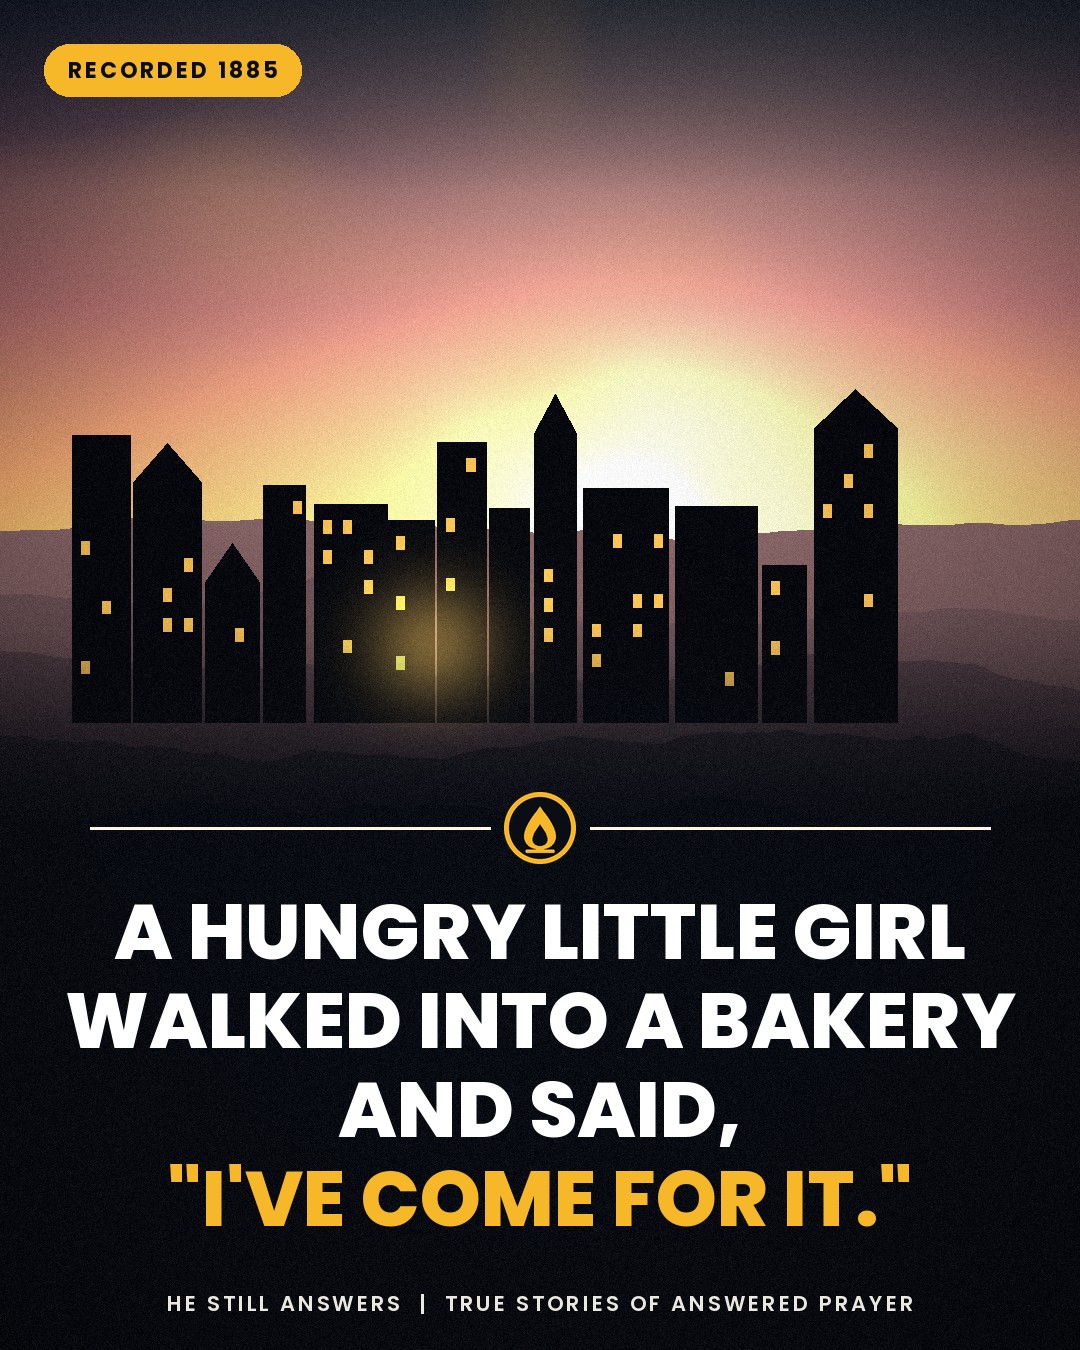 RECORDED 1885
A HUNGRY LITTLE GIRL
WALKED INTO A BAKERY
AND SAID,
"I'VE COME FOR IT."
HE STILL ANSWERS | TRUE STORIES OF ANSWERED PRAYER